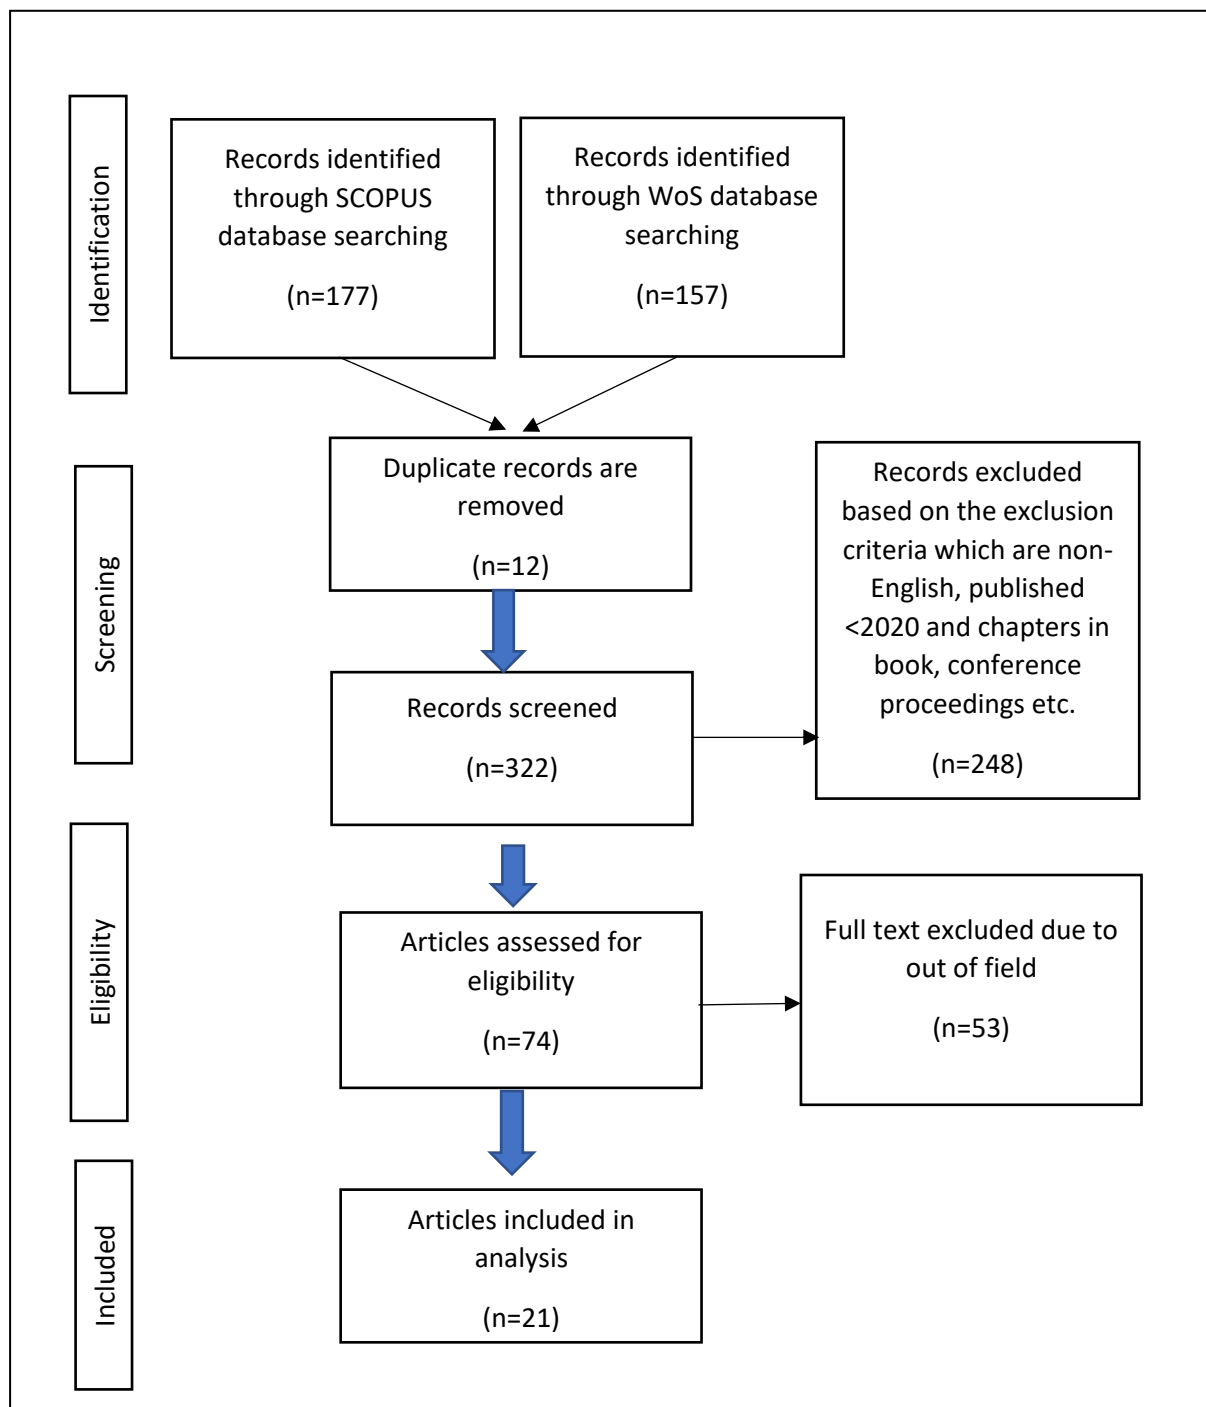 Identification
Records identified
through SCOPUS
database searching
(n=177)
Records identified
through WoS database
searching
(n=157)
Screening
Duplicate records are
removed
(n=12)
Records screened
(n=322)
Records excluded
based on the exclusion
criteria which are non-
English, published
<2020 and chapters in
book, conference
proceedings etc.
(n=248)
Eligibility
Articles assessed for
eligibility
(n=74)
Full text excluded due to
out of field
(n=53)
Included
Articles included in
analysis
(n=21)